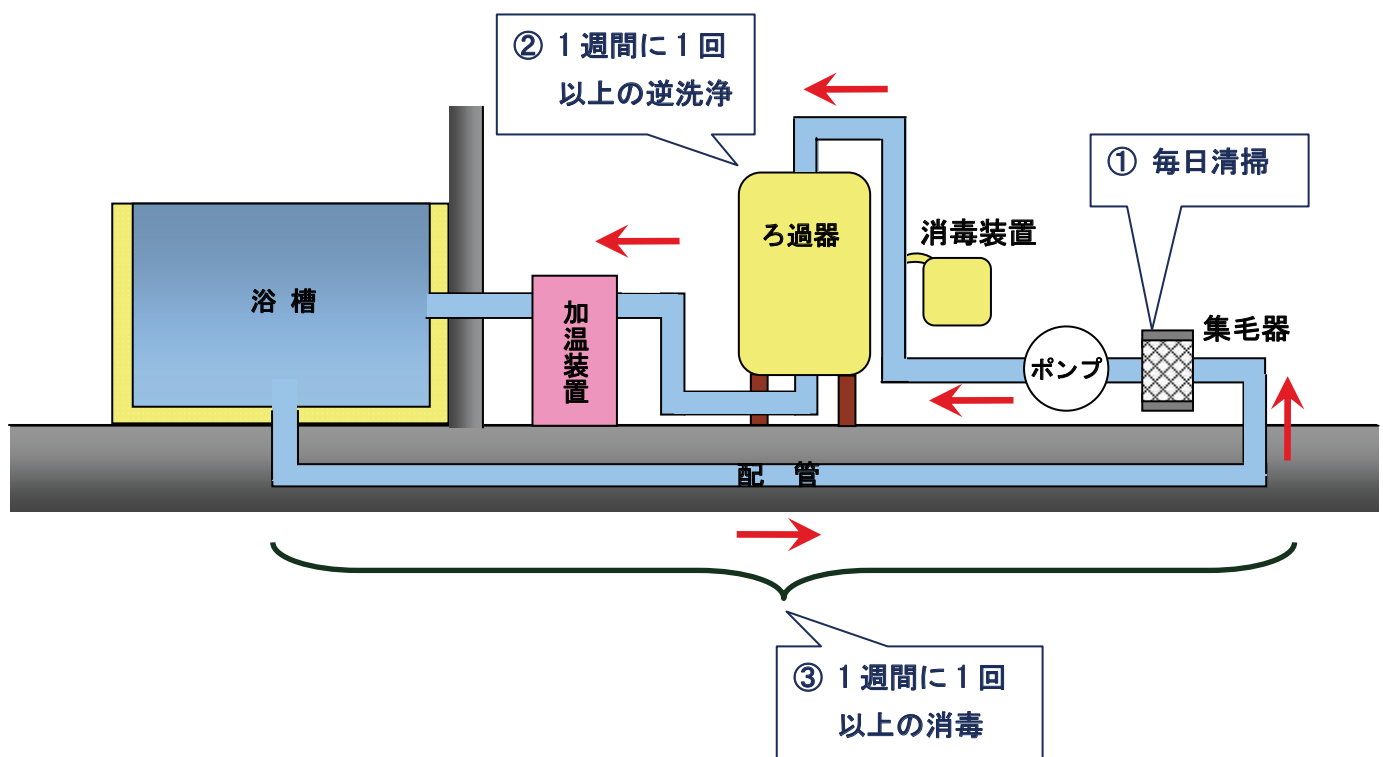 ② 1週間に1回
以上の逆洗浄
① 毎日清掃
ろ過器
消毒装置
浴 槽
加温装置
集毛器
ポンプ
配 管
③ 1週間に1回
以上の消毒